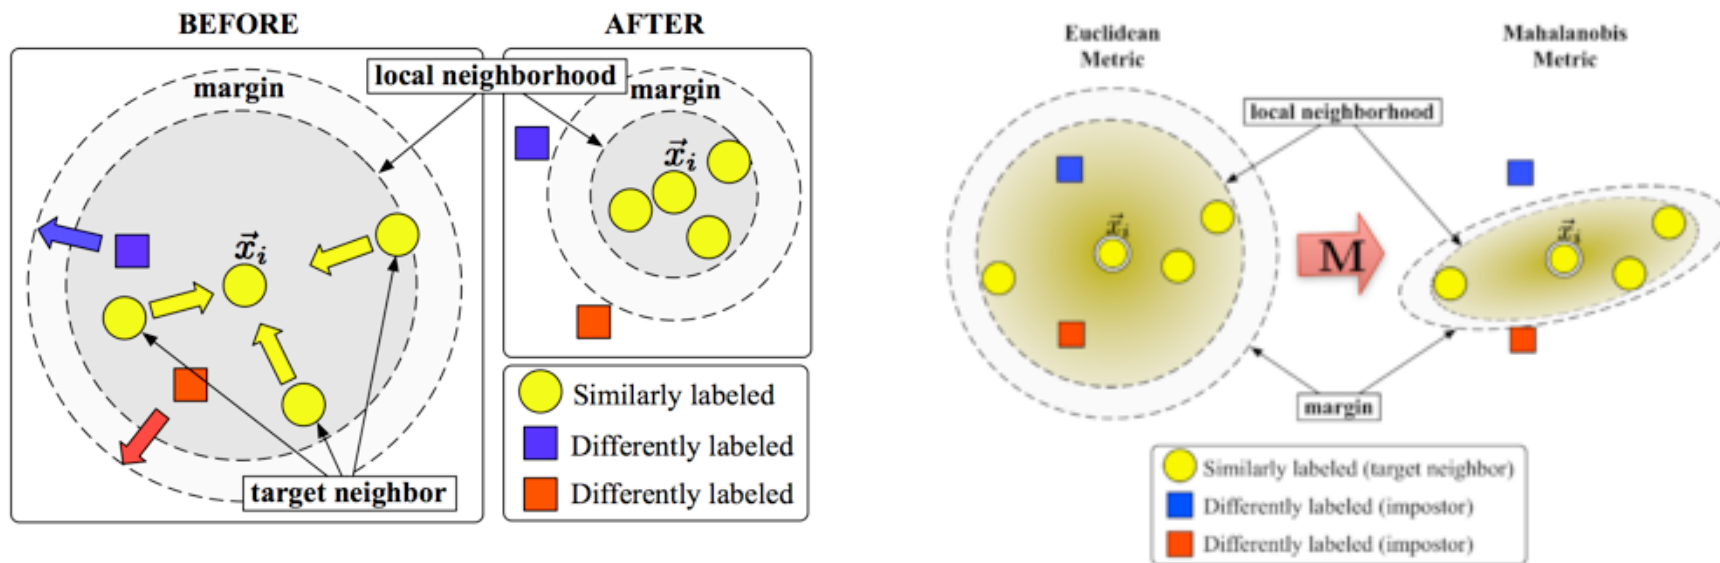 BEFORE
AFTER
local neighborhood
margin
margin
x⃗ᵢ
x⃗ᵢ
target neighbor
Similarly labeled
Differently labeled
Differently labeled
Euclidean
Metric
Mahalanobis
Metric
local neighborhood
x⃗ᵢ
M
x⃗ᵢ
margin
Similarly labeled (target neighbor)
Differently labeled (impostor)
Differently labeled (impostor)